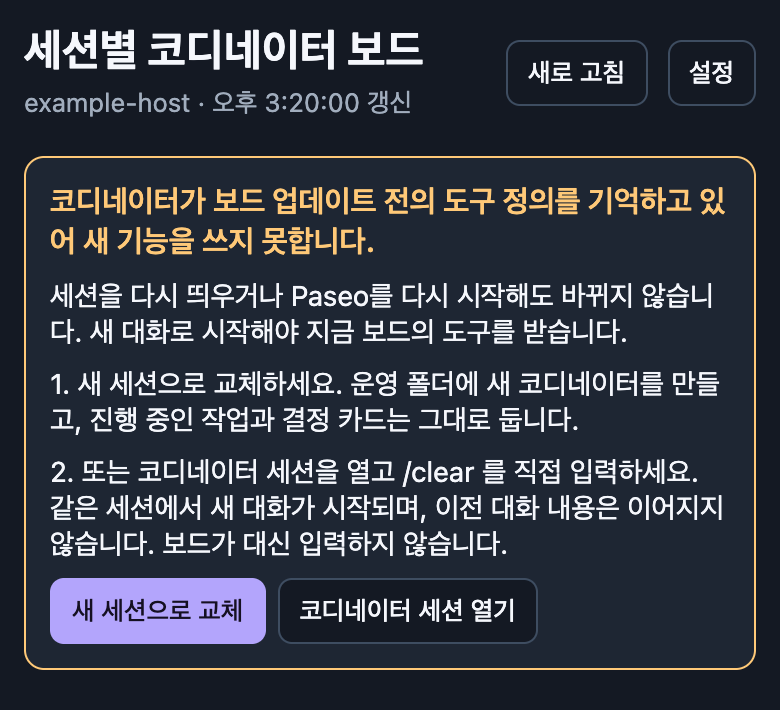 세션별 코디네이터 보드
새로 고침
설정
example-host · 오후 3:20:00 갱신
코디네이터가 보드 업데이트 전의 도구 정의를 기억하고 있
어 새 기능을 쓰지 못합니다.
세션을 다시 띄우거나 Paseo를 다시 시작해도 바뀌지 않습니
다. 새 대화로 시작해야 지금 보드의 도구를 받습니다.
1. 새 세션으로 교체하세요. 운영 폴더에 새 코디네이터를 만들
고, 진행 중인 작업과 결정 카드는 그대로 둡니다.
2. 또는 코디네이터 세션을 열고 /clear 를 직접 입력하세요.
같은 세션에서 새 대화가 시작되며, 이전 대화 내용은 이어지지
않습니다. 보드가 대신 입력하지 않습니다.
새 세션으로 교체
코디네이터 세션 열기